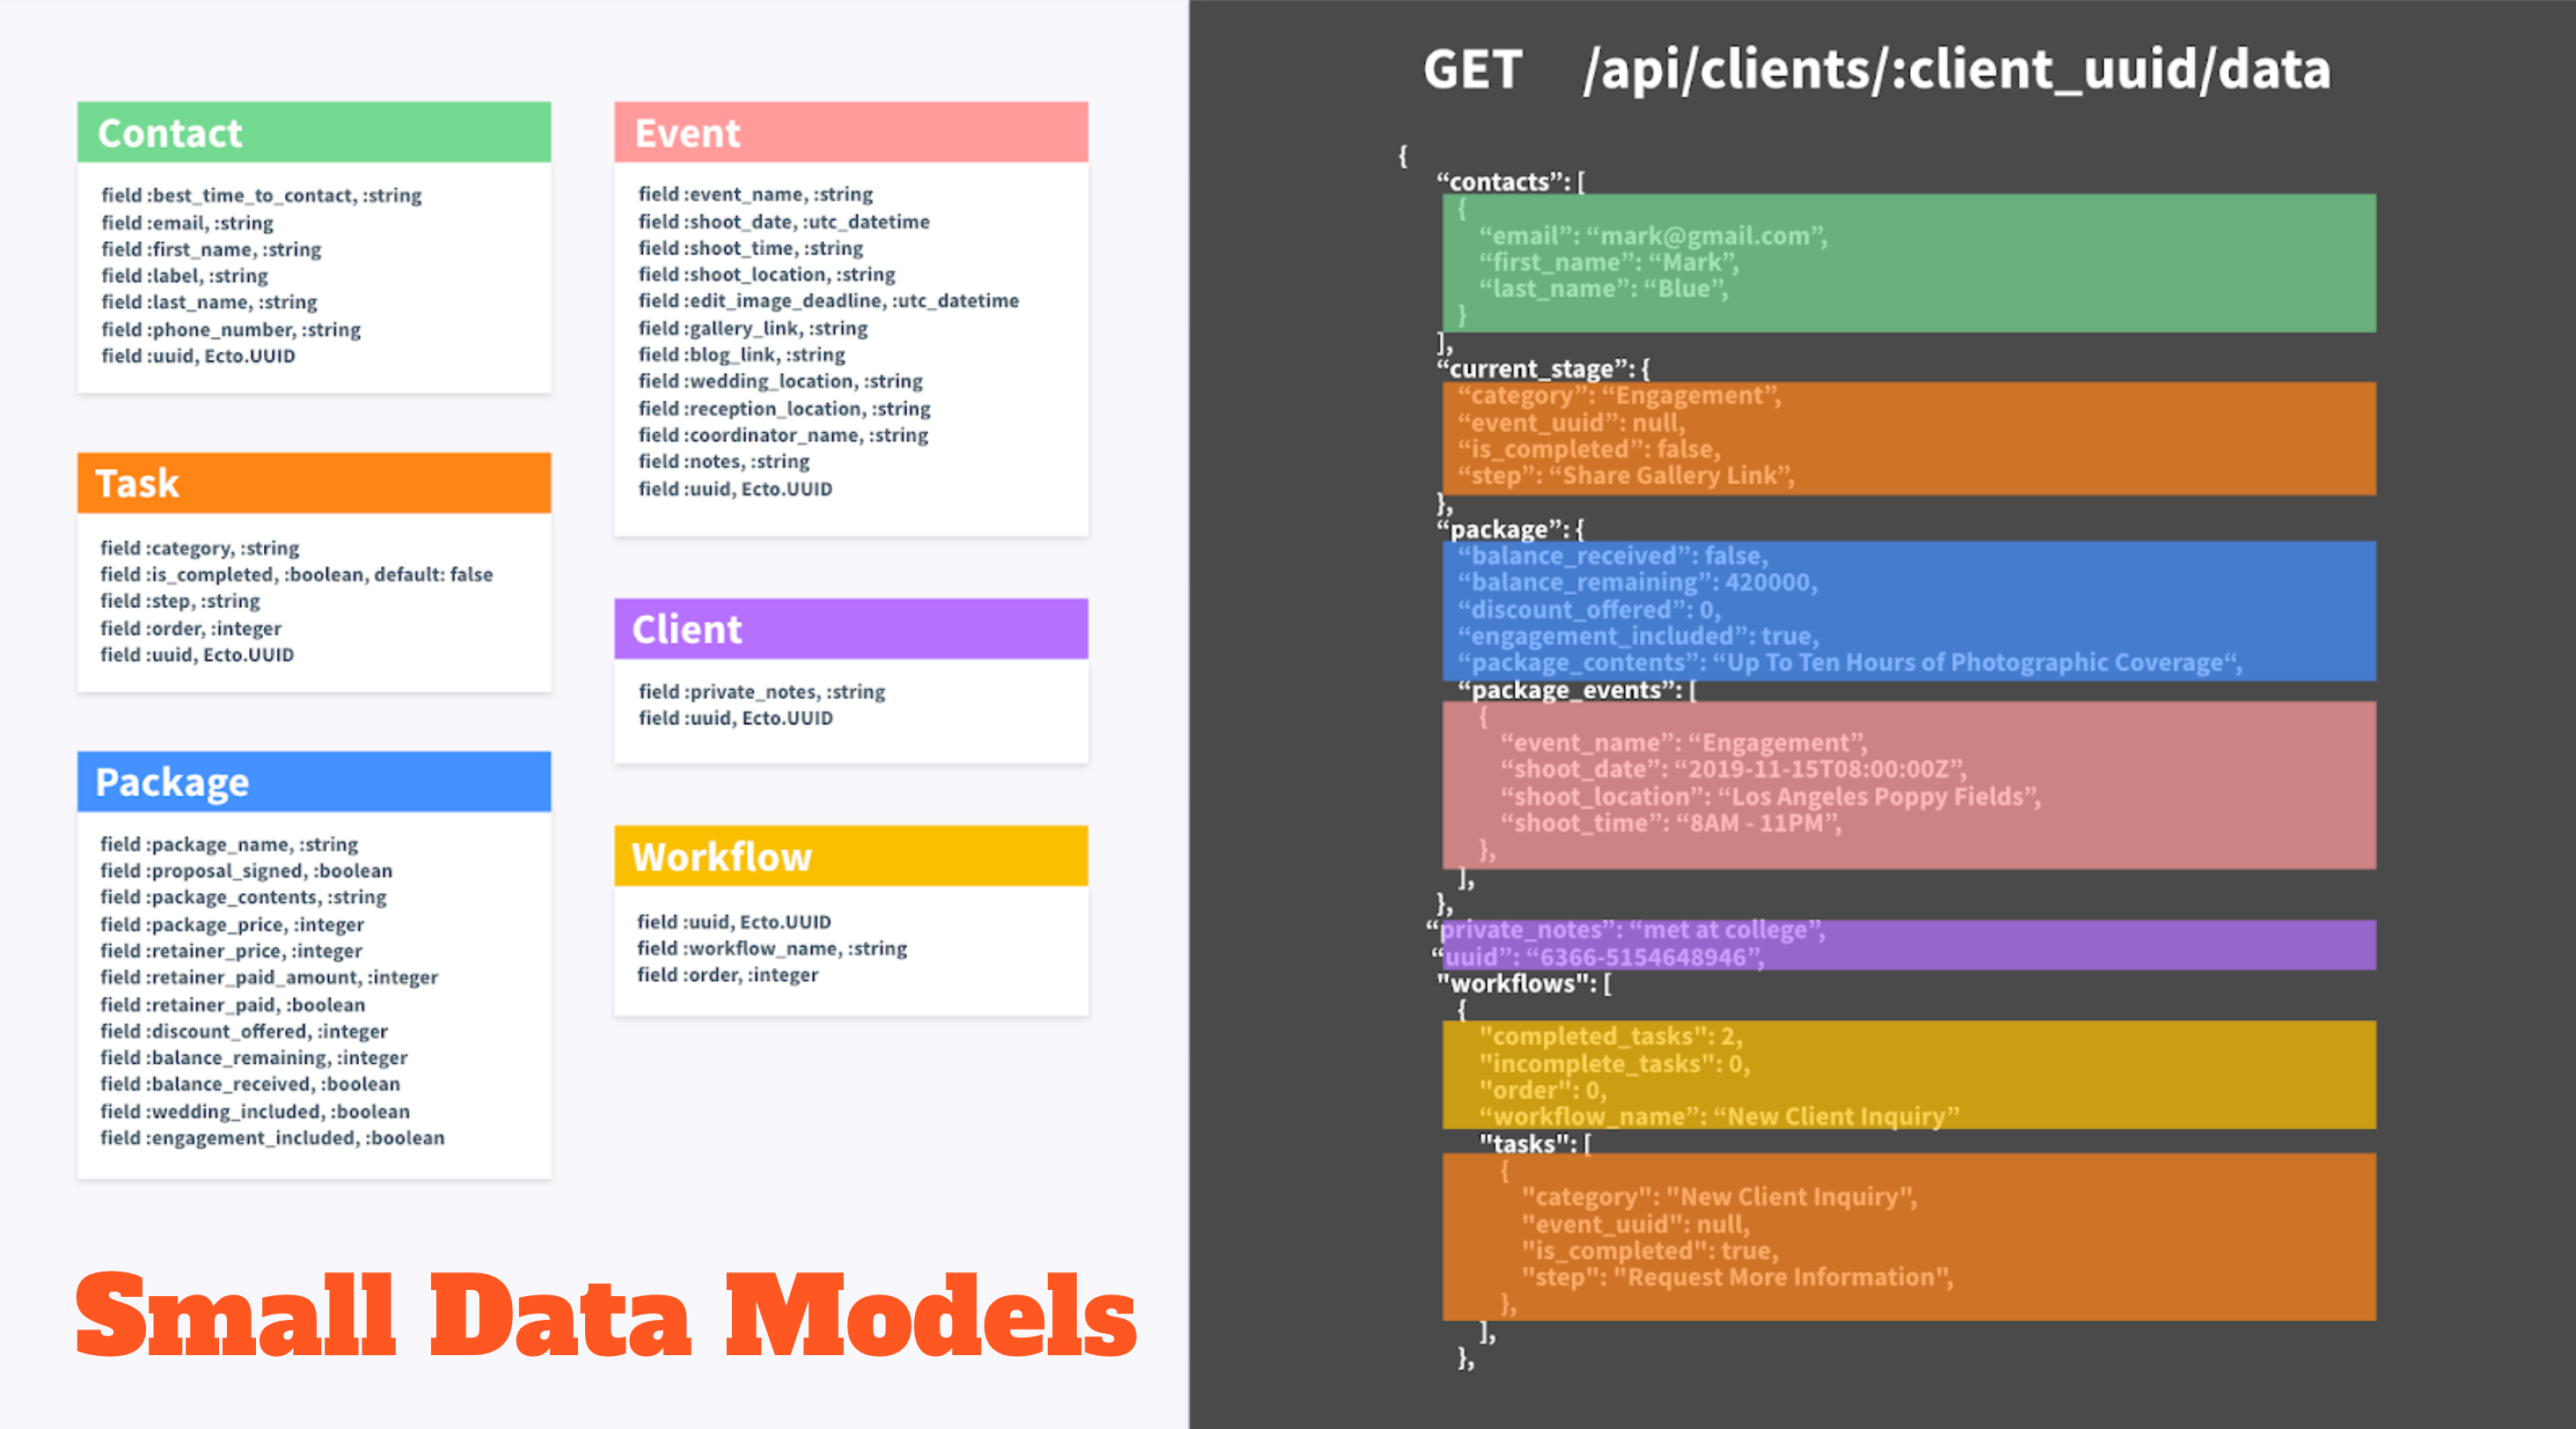 Contact
field :best_time_to_contact, :string
field :email, :string
field :first_name, :string
field :label, :string
field :last_name, :string
field :phone_number, :string
field :uuid, Ecto.UUID
Task
field :category, :string
field :is_completed, :boolean, default: false
field :step, :string
field :order, :integer
field :uuid, Ecto.UUID
Package
field :package_name, :string
field :proposal_signed, :boolean
field :package_contents, :string
field :package_price, :integer
field :retainer_price, :integer
field :retainer_paid_amount, :integer
field :retainer_paid, :boolean
field :discount_offered, :integer
field :balance_remaining, :integer
field :balance_received, :boolean
field :wedding_included, :boolean
field :engagement_included, :boolean
Event
field :event_name, :string
field :shoot_date, :utc_datetime
field :shoot_time, :string
field :shoot_location, :string
field :edit_image_deadline, :utc_datetime
field :gallery_link, :string
field :blog_link, :string
field :wedding_location, :string
field :reception_location, :string
field :coordinator_name, :string
field :notes, :string
field :uuid, Ecto.UUID
Client
field :private_notes, :string
field :uuid, Ecto.UUID
Workflow
field :uuid, Ecto.UUID
field :workflow_name, :string
field :order, :integer
Small Data Models
GET /api/clients/:client_uuid/data
{
“contacts”: [
{
“email”: “mark@gmail.com”,
“first_name”: “Mark”,
“last_name”: “Blue”,
}
],
“current_stage”: {
“category”: “Engagement”,
“event_uuid”: null,
“is_completed”: false,
“step”: “Share Gallery Link”,
},
“package”: {
“balance_received”: false,
“balance_remaining”: 420000,
“discount_offered”: 0,
“engagement_included”: true,
“package_contents”: “Up To Ten Hours of Photographic Coverage“,
“package_events”: [
{
“event_name”: “Engagement”,
“shoot_date”: “2019-11-15T08:00:00Z”,
“shoot_location”: “Los Angeles Poppy Fields”,
“shoot_time”: “8AM - 11PM”,
},
],
},
“private_notes”: “met at college”,
“uuid”: “6366-5154648946”,
"workflows": [
{
"completed_tasks": 2,
"incomplete_tasks": 0,
"order": 0,
“workflow_name”: “New Client Inquiry”
"tasks": [
{
"category": "New Client Inquiry",
"event_uuid": null,
"is_completed": true,
"step": "Request More Information",
},
],
},